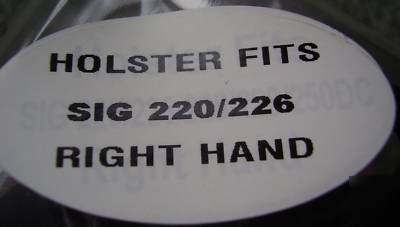 HOLSTER FITS
SIG 220/226
RIGHT HAND